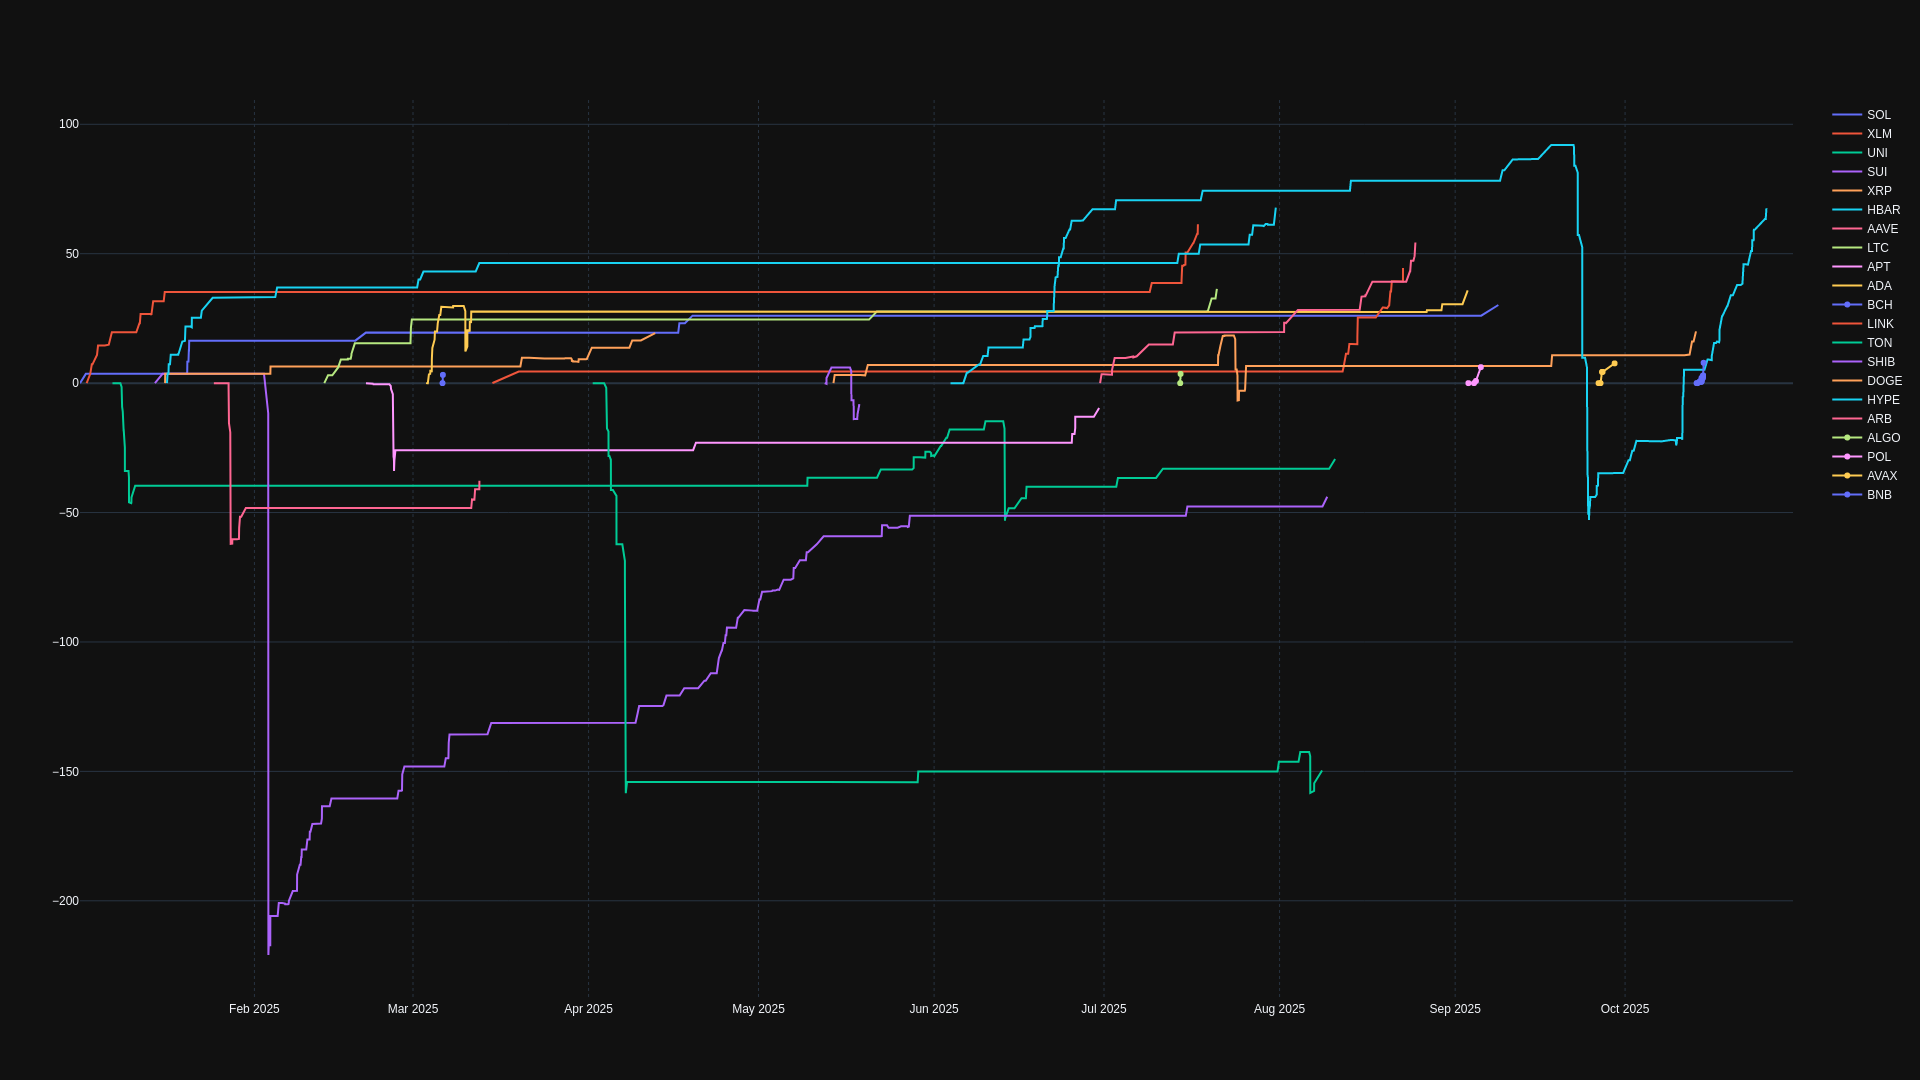 100
50
0
−50
−100
−150
−200
Feb 2025
Mar 2025
Apr 2025
May 2025
Jun 2025
Jul 2025
Aug 2025
Sep 2025
Oct 2025
SOL
XLM
UNI
SUI
XRP
HBAR
AAVE
LTC
APT
ADA
BCH
LINK
TON
SHIB
DOGE
HYPE
ARB
ALGO
POL
AVAX
BNB